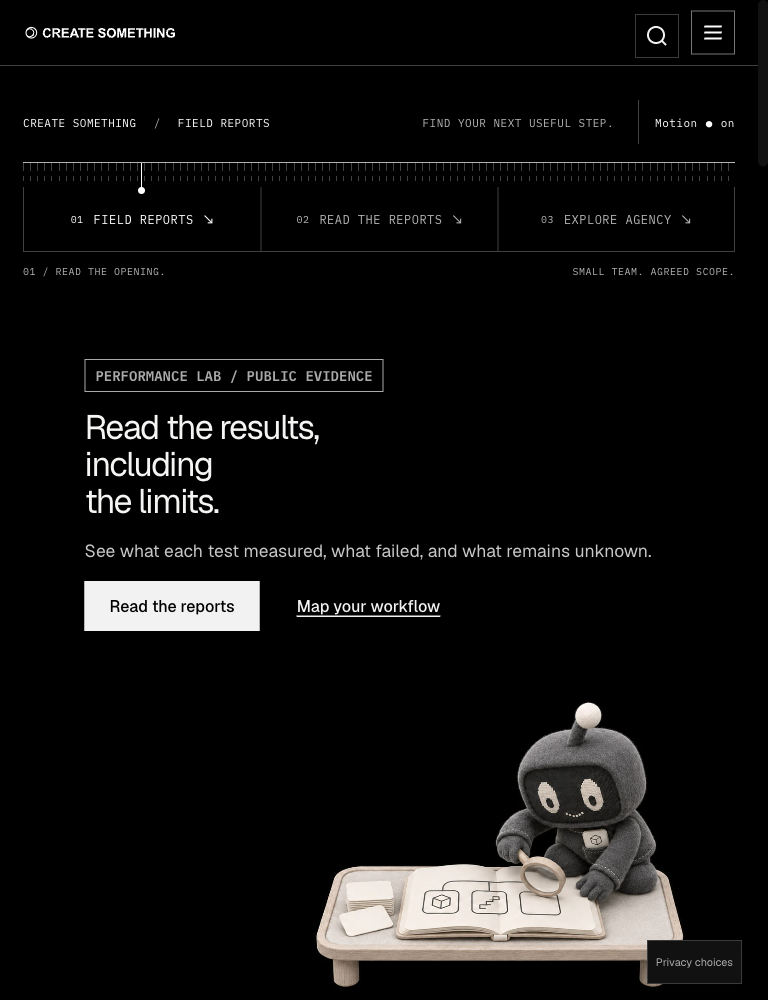 CREATE SOMETHING
CREATE SOMETHING / FIELD REPORTS
FIND YOUR NEXT USEFUL STEP.
Motion ● on
01 FIELD REPORTS ↘
02 READ THE REPORTS ↘
03 EXPLORE AGENCY ↘
01 / READ THE OPENING.
SMALL TEAM. AGREED SCOPE.
PERFORMANCE LAB / PUBLIC EVIDENCE
Read the results,
including
the limits.
See what each test measured, what failed, and what remains unknown.
Read the reports
Map your workflow
Privacy choices